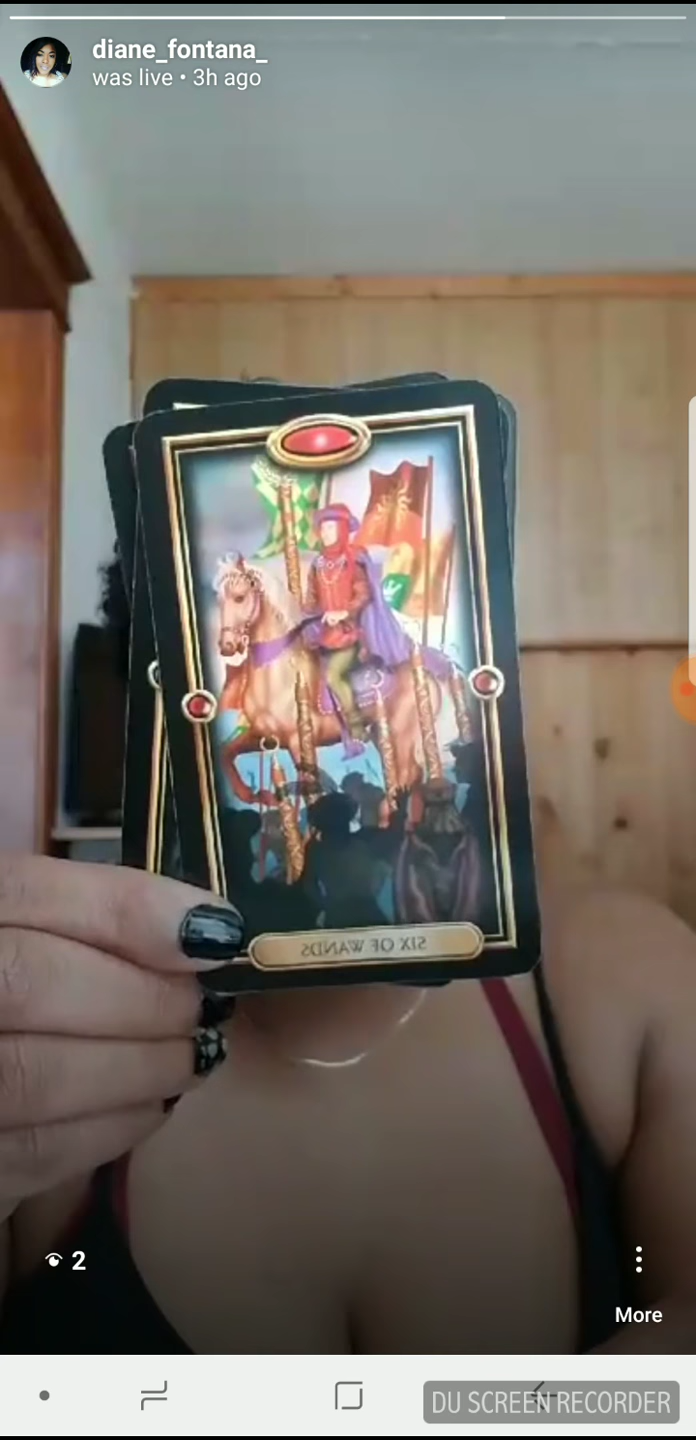 diane_fontana_
was live • 3h ago
SIX OF WANDS
2
More
DU SCREEN RECORDER